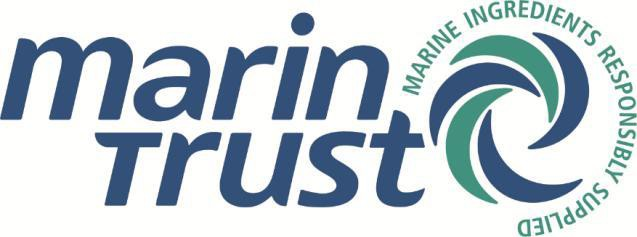 marin
Trust
MARINE INGREDIENTS RESPONSIBLY SUPPLIED